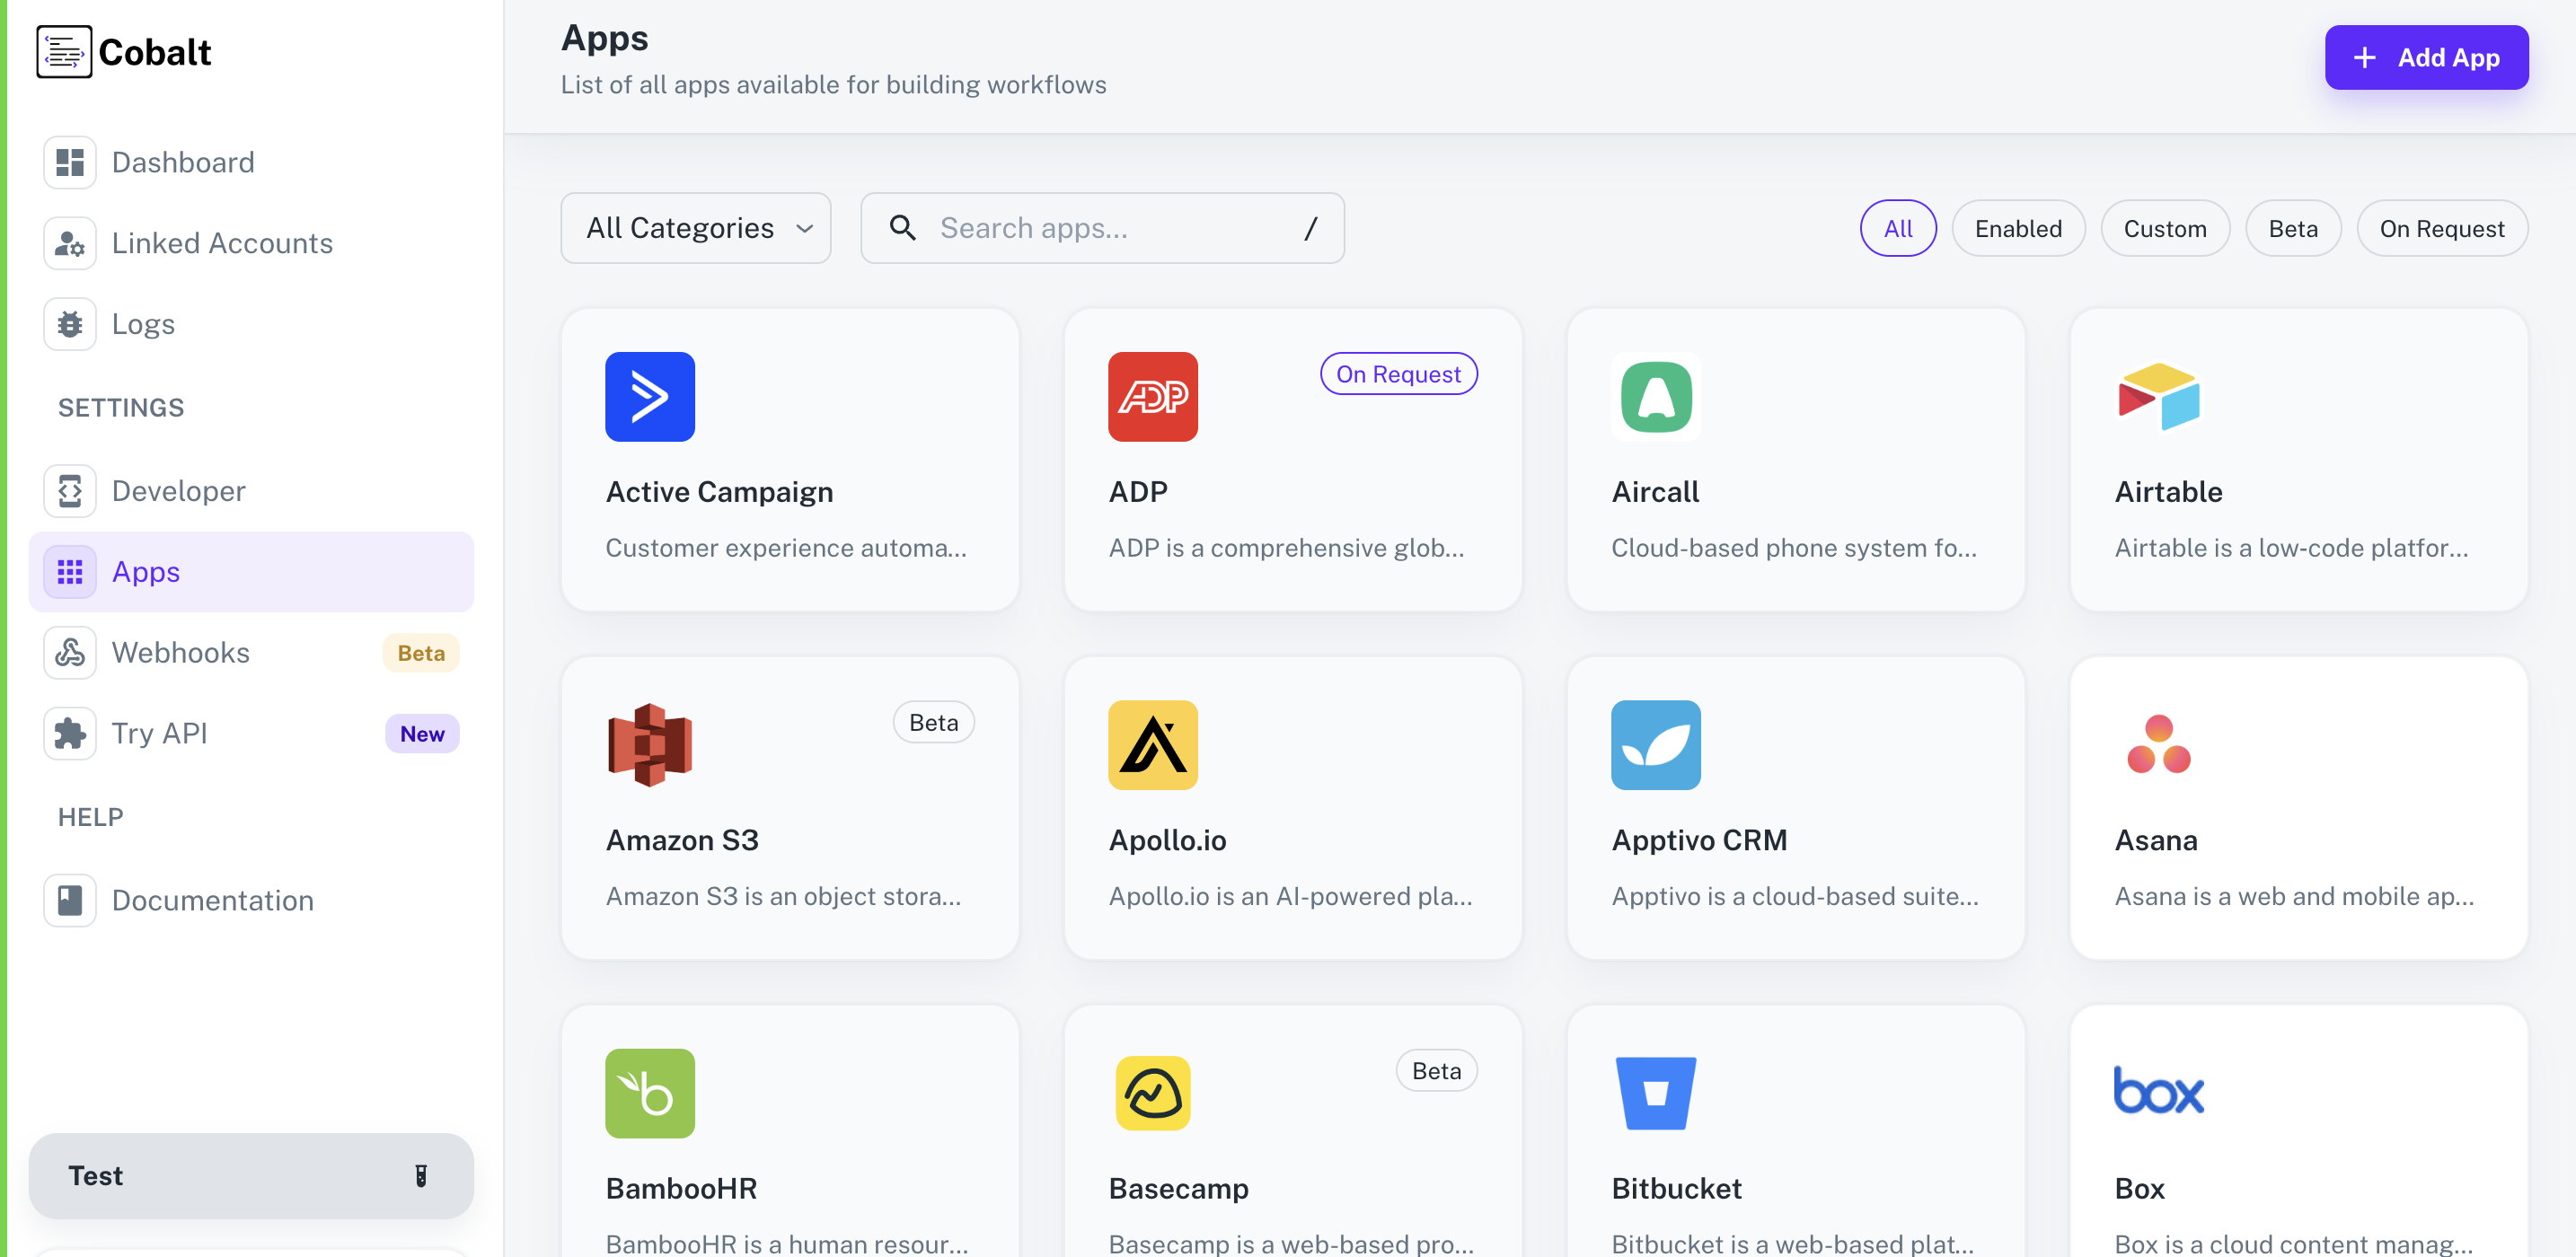 Cobalt
Dashboard
Linked Accounts
Logs
SETTINGS
Developer
Apps
Webhooks Beta
Try API New
HELP
Documentation
Test
Apps
List of all apps available for building workflows
+ Add App
All Categories
Search apps... /
All Enabled Custom Beta On Request
ADP
On Request
Active Campaign
Customer experience automa...
ADP
ADP is a comprehensive glob...
Aircall
Cloud-based phone system fo...
Airtable
Airtable is a low-code platfor...
Beta
Amazon S3
Amazon S3 is an object stora...
Apollo.io
Apollo.io is an AI-powered pla...
Apptivo CRM
Apptivo is a cloud-based suite...
Asana
Asana is a web and mobile ap...
b
BambooHR
BambooHR is a human resour...
Beta
Basecamp
Basecamp is a web-based pro...
Bitbucket
Bitbucket is a web-based plat...
box
Box
Box is a cloud content manag...